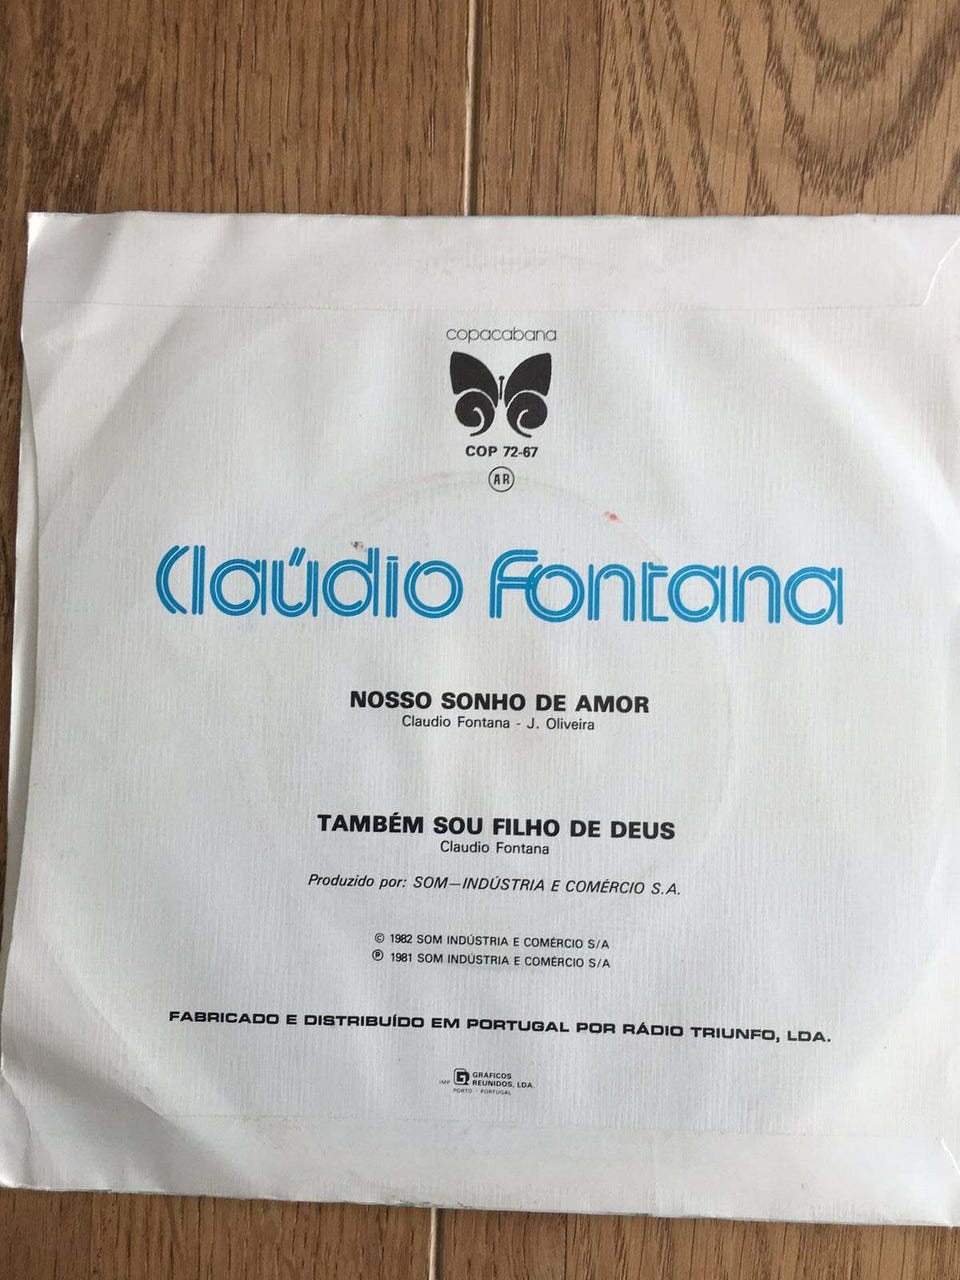 copacabana
COP 72-67
AR
Claúdio Fontana
NOSSO SONHO DE AMOR
Claudio Fontana - J. Oliveira
TAMBÉM SOU FILHO DE DEUS
Claudio Fontana
Produzido por: SOM—INDÚSTRIA E COMÉRCIO S.A.
© 1982 SOM INDÚSTRIA E COMÉRCIO S/A
℗ 1981 SOM INDÚSTRIA E COMÉRCIO S/A
FABRICADO E DISTRIBUÍDO EM PORTUGAL POR RÁDIO TRIUNFO, LDA.
GRAFICOS
IMP REUNIDOS, LDA.
PORTO · PORTUGAL